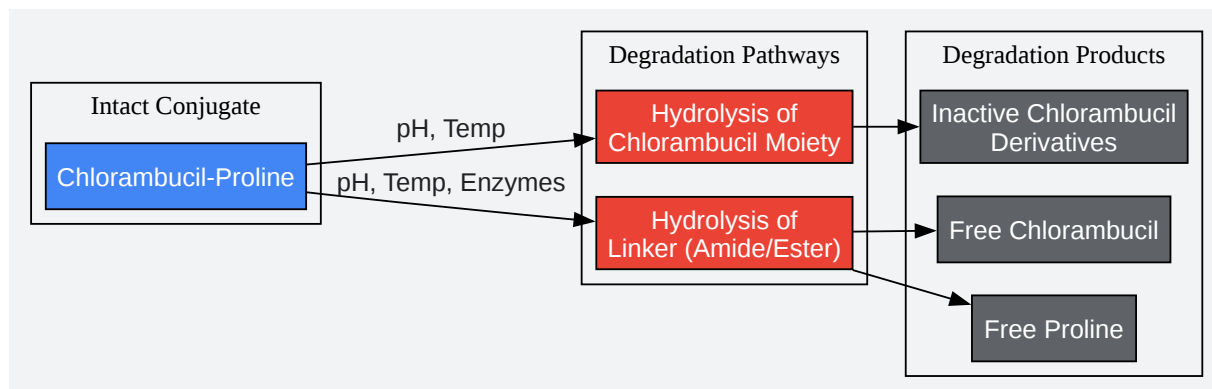 Intact Conjugate
Chlorambucil-Proline
pH, Temp
pH, Temp, Enzymes
Degradation Pathways
Hydrolysis of
Chlorambucil Moiety
Hydrolysis of
Linker (Amide/Ester)
Degradation Products
Inactive Chlorambucil
Derivatives
Free Chlorambucil
Free Proline